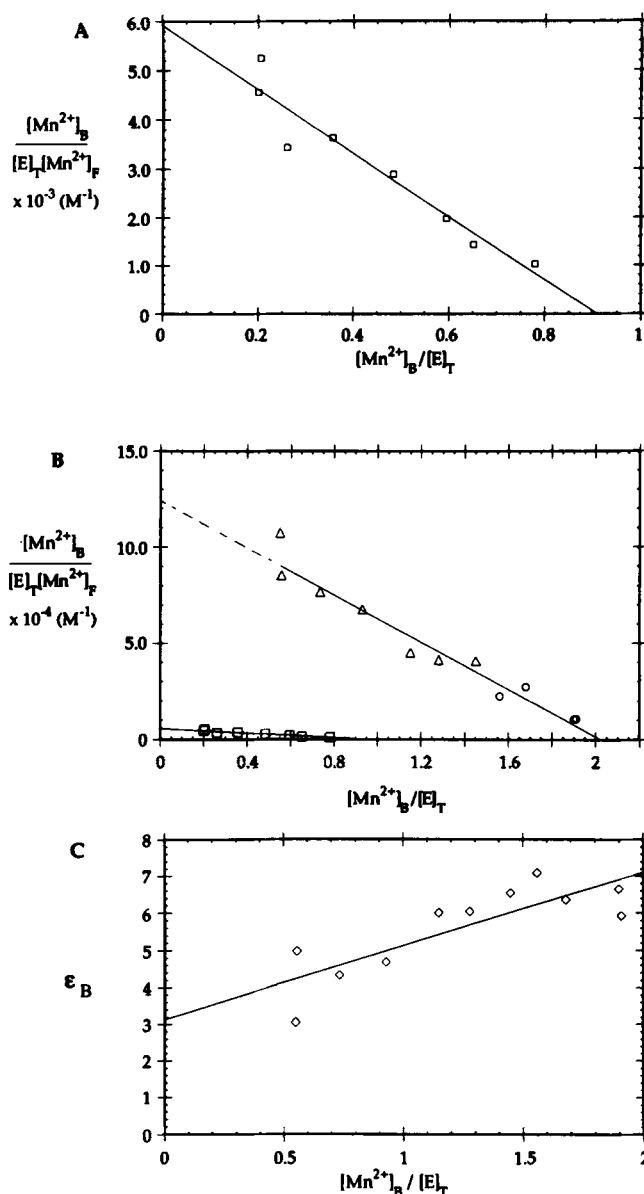 A
6.0
5.0
4.0
3.0
2.0
1.0
0
[Mn2+]B
[E]T[Mn2+]F
x 10-3 (M-1)
0 0.2 0.4 0.6 0.8 1
[Mn2+]B/[E]T
B
15.0
10.0
5.0
0
[Mn2+]B
[E]T[Mn2+]F
x 10-4 (M-1)
0 0.4 0.8 1.2 1.6 2
[Mn2+]B/[E]T
C
8
7
6
5
4
3
2
1
0
εB
0 0.5 1 1.5 2
[Mn2+]B / [E]T